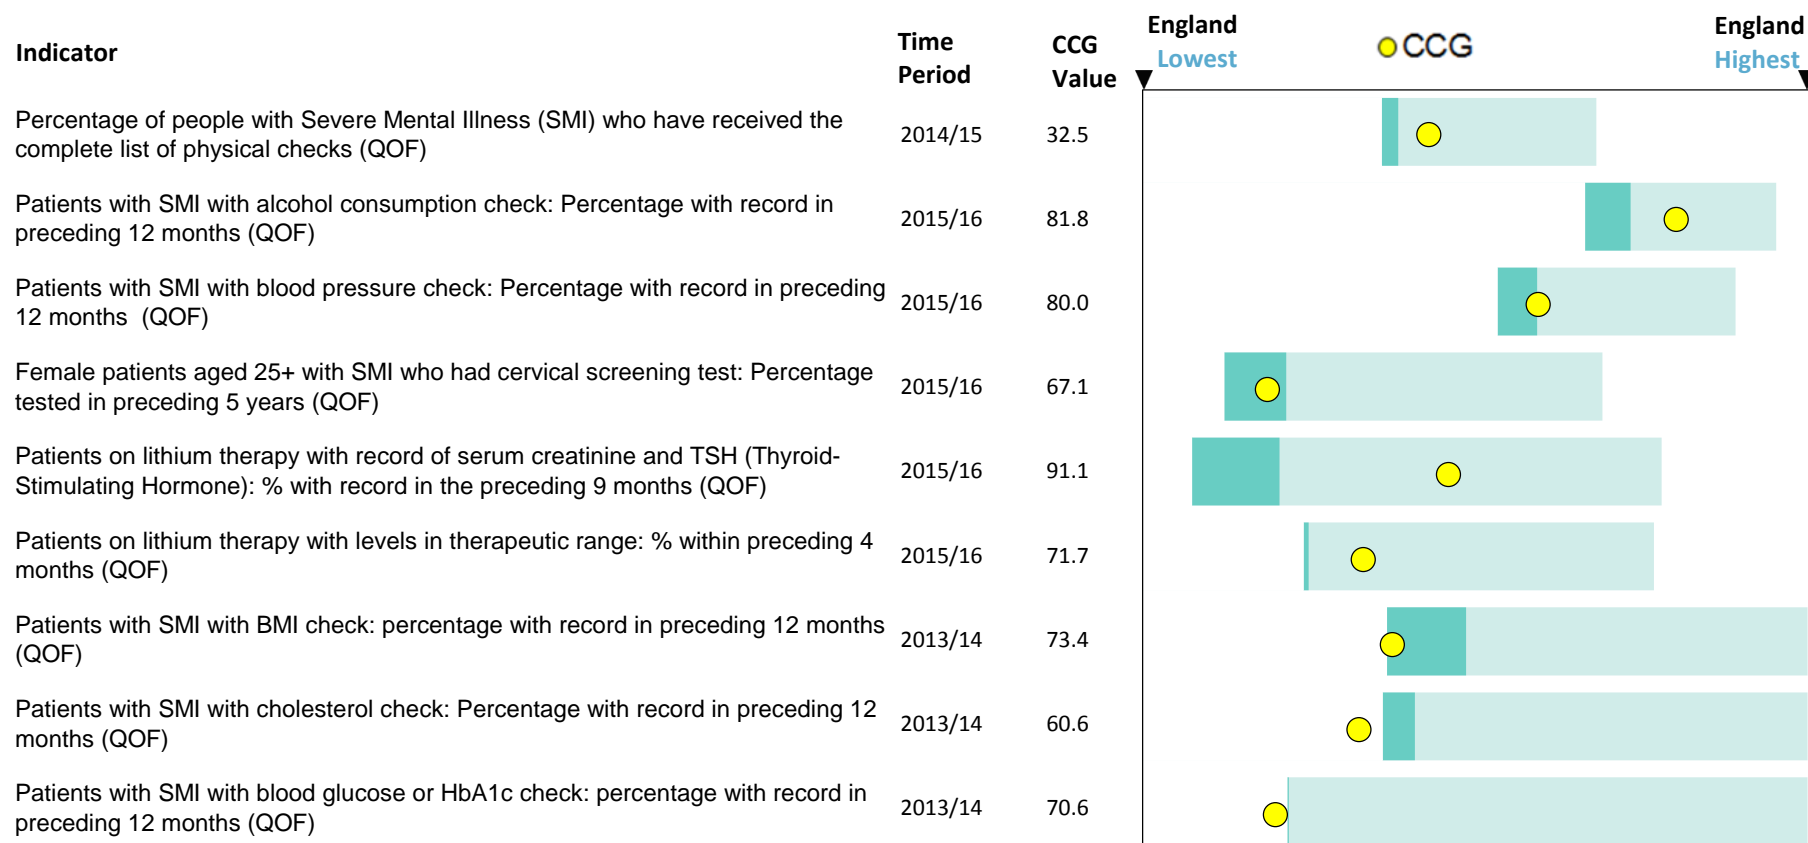 Indicator
Time
Period
CCG
Value
England
Lowest
CCG
England
Highest
Percentage of people with Severe Mental Illness (SMI) who have received the
complete list of physical checks (QOF)
2014/15
32.5
Patients with SMI with alcohol consumption check: Percentage with record in
preceding 12 months (QOF)
2015/16
81.8
Patients with SMI with blood pressure check: Percentage with record in preceding
12 months  (QOF)
2015/16
80.0
Female patients aged 25+ with SMI who had cervical screening test: Percentage
tested in preceding 5 years (QOF)
2015/16
67.1
Patients on lithium therapy with record of serum creatinine and TSH (Thyroid-
Stimulating Hormone): % with record in the preceding 9 months (QOF)
2015/16
91.1
Patients on lithium therapy with levels in therapeutic range: % within preceding 4
months (QOF)
2015/16
71.7
Patients with SMI with BMI check: percentage with record in preceding 12 months
(QOF)
2013/14
73.4
Patients with SMI with cholesterol check: Percentage with record in preceding 12
months (QOF)
2013/14
60.6
Patients with SMI with blood glucose or HbA1c check: percentage with record in
preceding 12 months (QOF)
2013/14
70.6